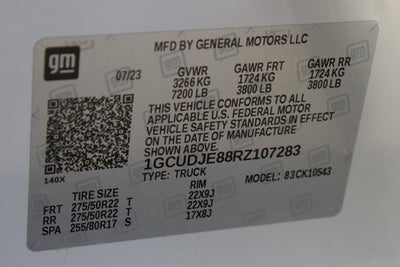 gm
MFD BY GENERAL MOTORS LLC
07/23 GVWR GAWR FRT GAWR RR
3266 KG 1724 KG 1724 KG
7200 LB 3800 LB 3800 LB
THIS VEHICLE CONFORMS TO ALL
APPLICABLE U.S. FEDERAL MOTOR
VEHICLE SAFETY STANDARDS IN EFFECT
ON THE DATE OF MANUFACTURE
SHOWN ABOVE.
1GCUDJE88RZ107283
140X TYPE: TRUCK MODEL: 83CK10543
TIRE SIZE RIM
FRT 275/50R22 T 22X9J
RR 275/50R22 T 22X9J
SPA 255/80R17 S 17X8J